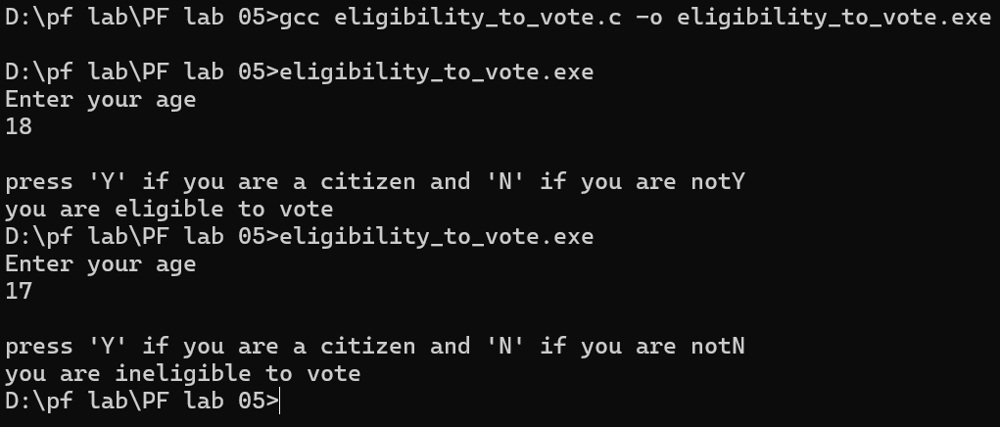 D:\pf lab\PF lab 05>gcc eligibility_to_vote.c -o eligibility_to_vote.exe
D:\pf lab\PF lab 05>eligibility_to_vote.exe
Enter your age
18
press 'Y' if you are a citizen and 'N' if you are notY
you are eligible to vote
D:\pf lab\PF lab 05>eligibility_to_vote.exe
Enter your age
17
press 'Y' if you are a citizen and 'N' if you are notN
you are ineligible to vote
D:\pf lab\PF lab 05>